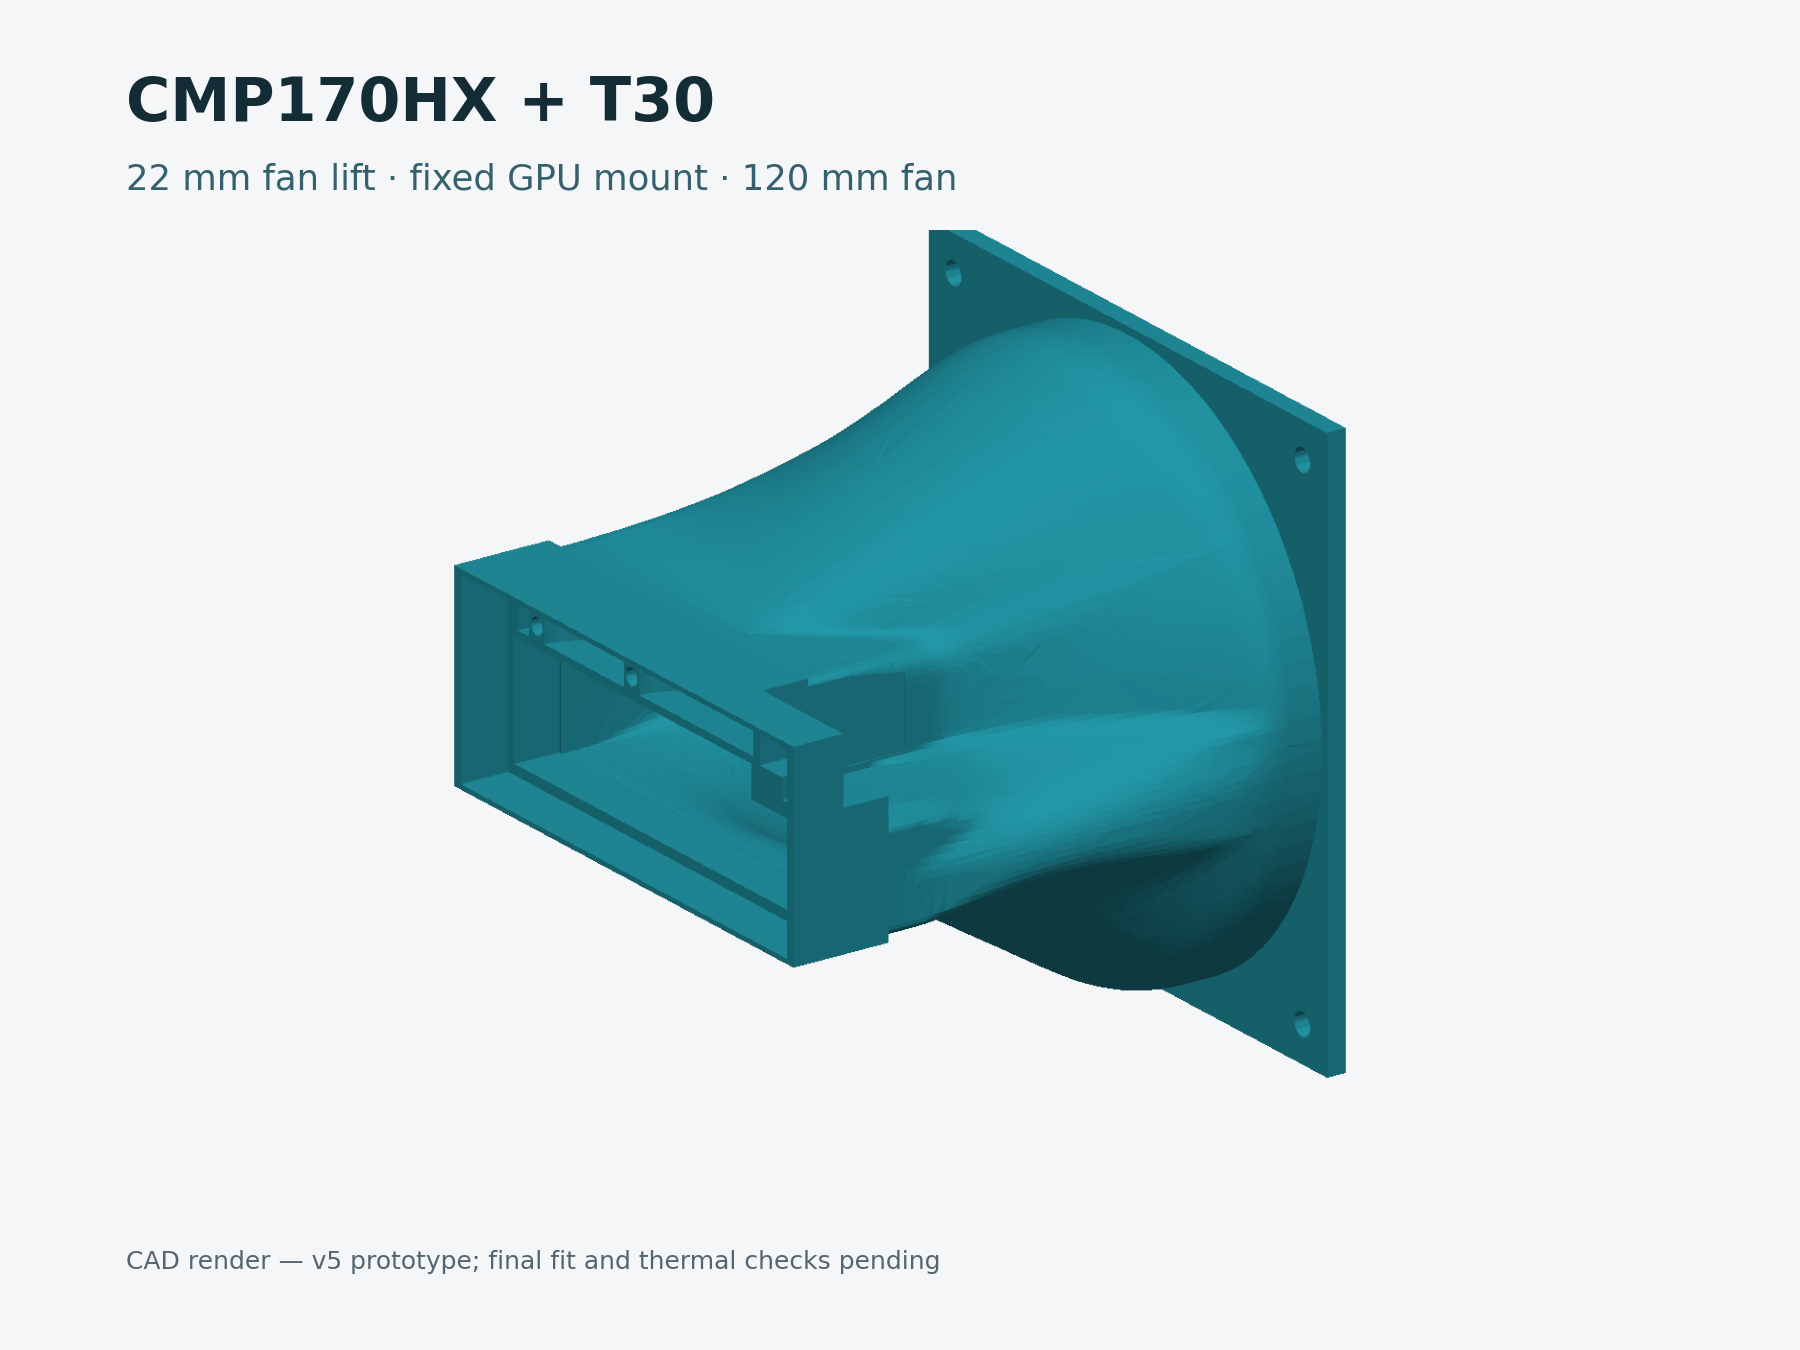 CMP170HX + T30
22 mm fan lift · fixed GPU mount · 120 mm fan
CAD render — v5 prototype; final fit and thermal checks pending